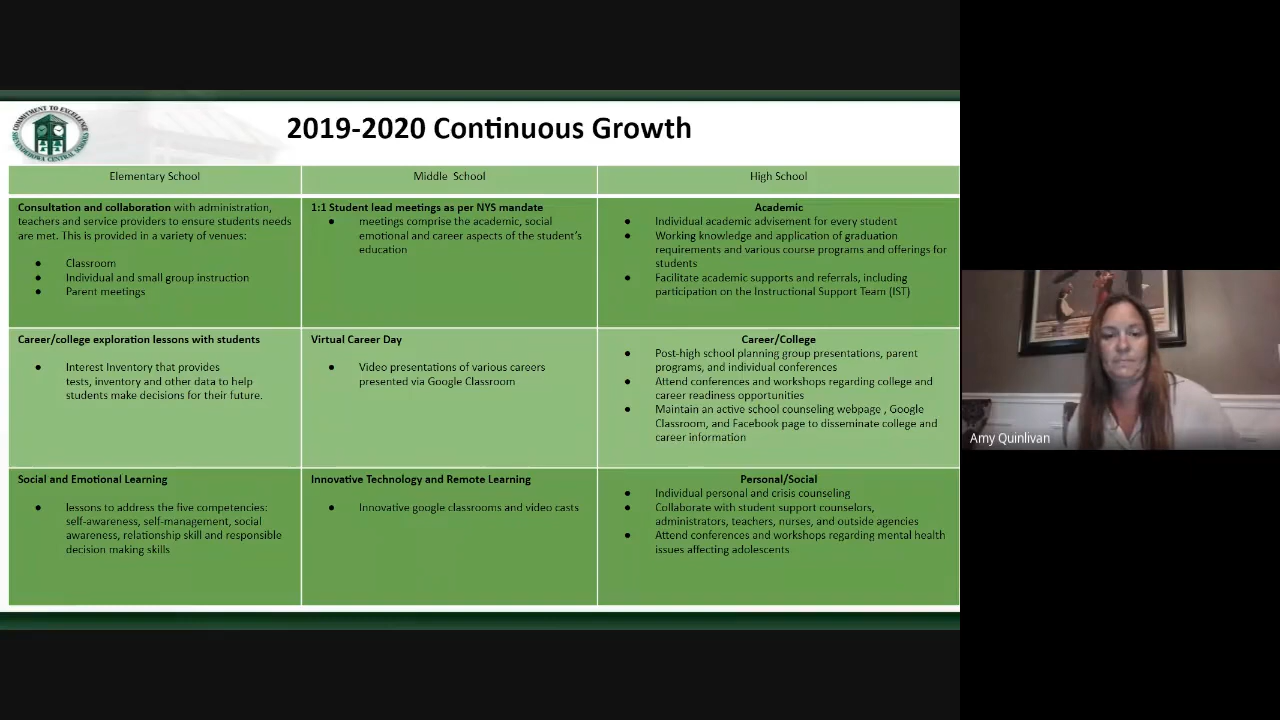 COMMITMENT TO EXCELLENCE
SHENENDEHOWA CENTRAL SCHOOLS
2019-2020 Continuous Growth
Elementary School
Middle School
High School
Consultation and collaboration with administration,
teachers and service providers to ensure students needs
are met. This is provided in a variety of venues:
● Classroom
● Individual and small group instruction
● Parent meetings
1:1 Student lead meetings as per NYS mandate
● meetings comprise the academic, social
emotional and career aspects of the student's
education
Academic
● Individual academic advisement for every student
● Working knowledge and application of graduation
requirements and various course programs and offerings for
students
● Facilitate academic supports and referrals, including
participation on the Instructional Support Team (IST)
Career/college exploration lessons with students
● Interest Inventory that provides
tests, inventory and other data to help
students make decisions for their future.
Virtual Career Day
● Video presentations of various careers
presented via Google Classroom
Career/College
● Post-high school planning group presentations, parent
programs, and individual conferences
● Attend conferences and workshops regarding college and
career readiness opportunities
● Maintain an active school counseling webpage , Google
Classroom, and Facebook page to disseminate college and
career information
Social and Emotional Learning
● lessons to address the five competencies:
self-awareness, self-management, social
awareness, relationship skill and responsible
decision making skills
Innovative Technology and Remote Learning
● Innovative google classrooms and video casts
Personal/Social
● Individual personal and crisis counseling
● Collaborate with student support counselors,
administrators, teachers, nurses, and outside agencies
● Attend conferences and workshops regarding mental health
issues affecting adolescents
Amy Quinlivan